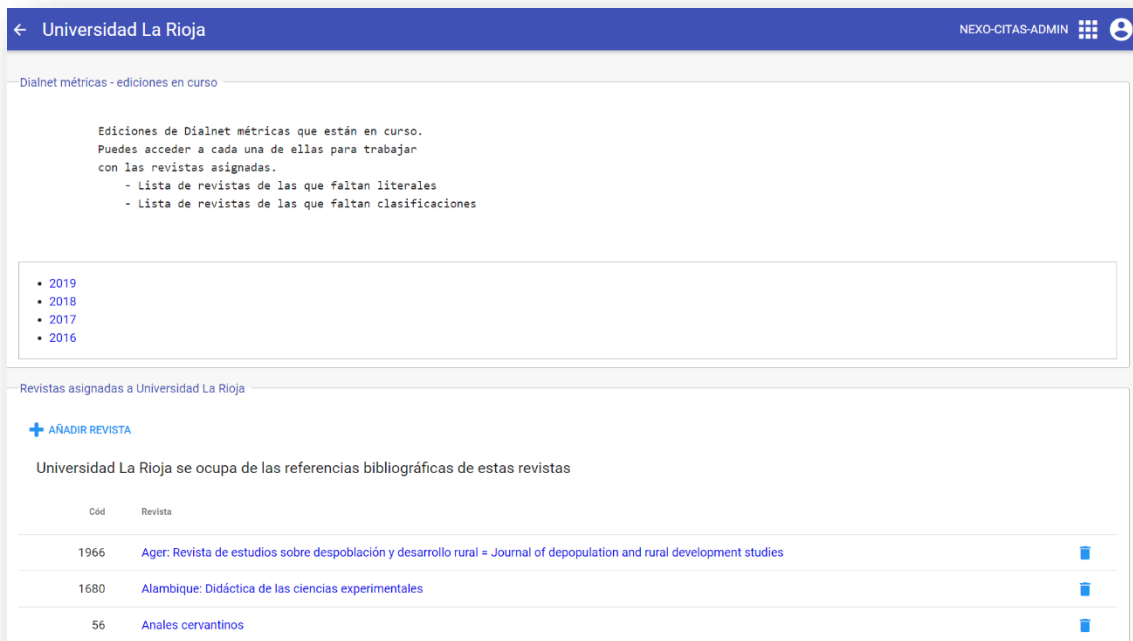 Universidad La Rioja
NEXO-CITAS-ADMIN
Dialnet métricas - ediciones en curso
Ediciones de Dialnet métricas que están en curso.
Puedes acceder a cada una de ellas para trabajar
con las revistas asignadas.
- Lista de revistas de las que faltan literales
- Lista de revistas de las que faltan clasificaciones
• 2019
• 2018
• 2017
• 2016
Revistas asignadas a Universidad La Rioja
AÑADIR REVISTA
Universidad La Rioja se ocupa de las referencias bibliográficas de estas revistas
Cód Revista
1966 Ager: Revista de estudios sobre despoblación y desarrollo rural = Journal of depopulation and rural development studies
1680 Alambique: Didáctica de las ciencias experimentales
56 Anales cervantinos